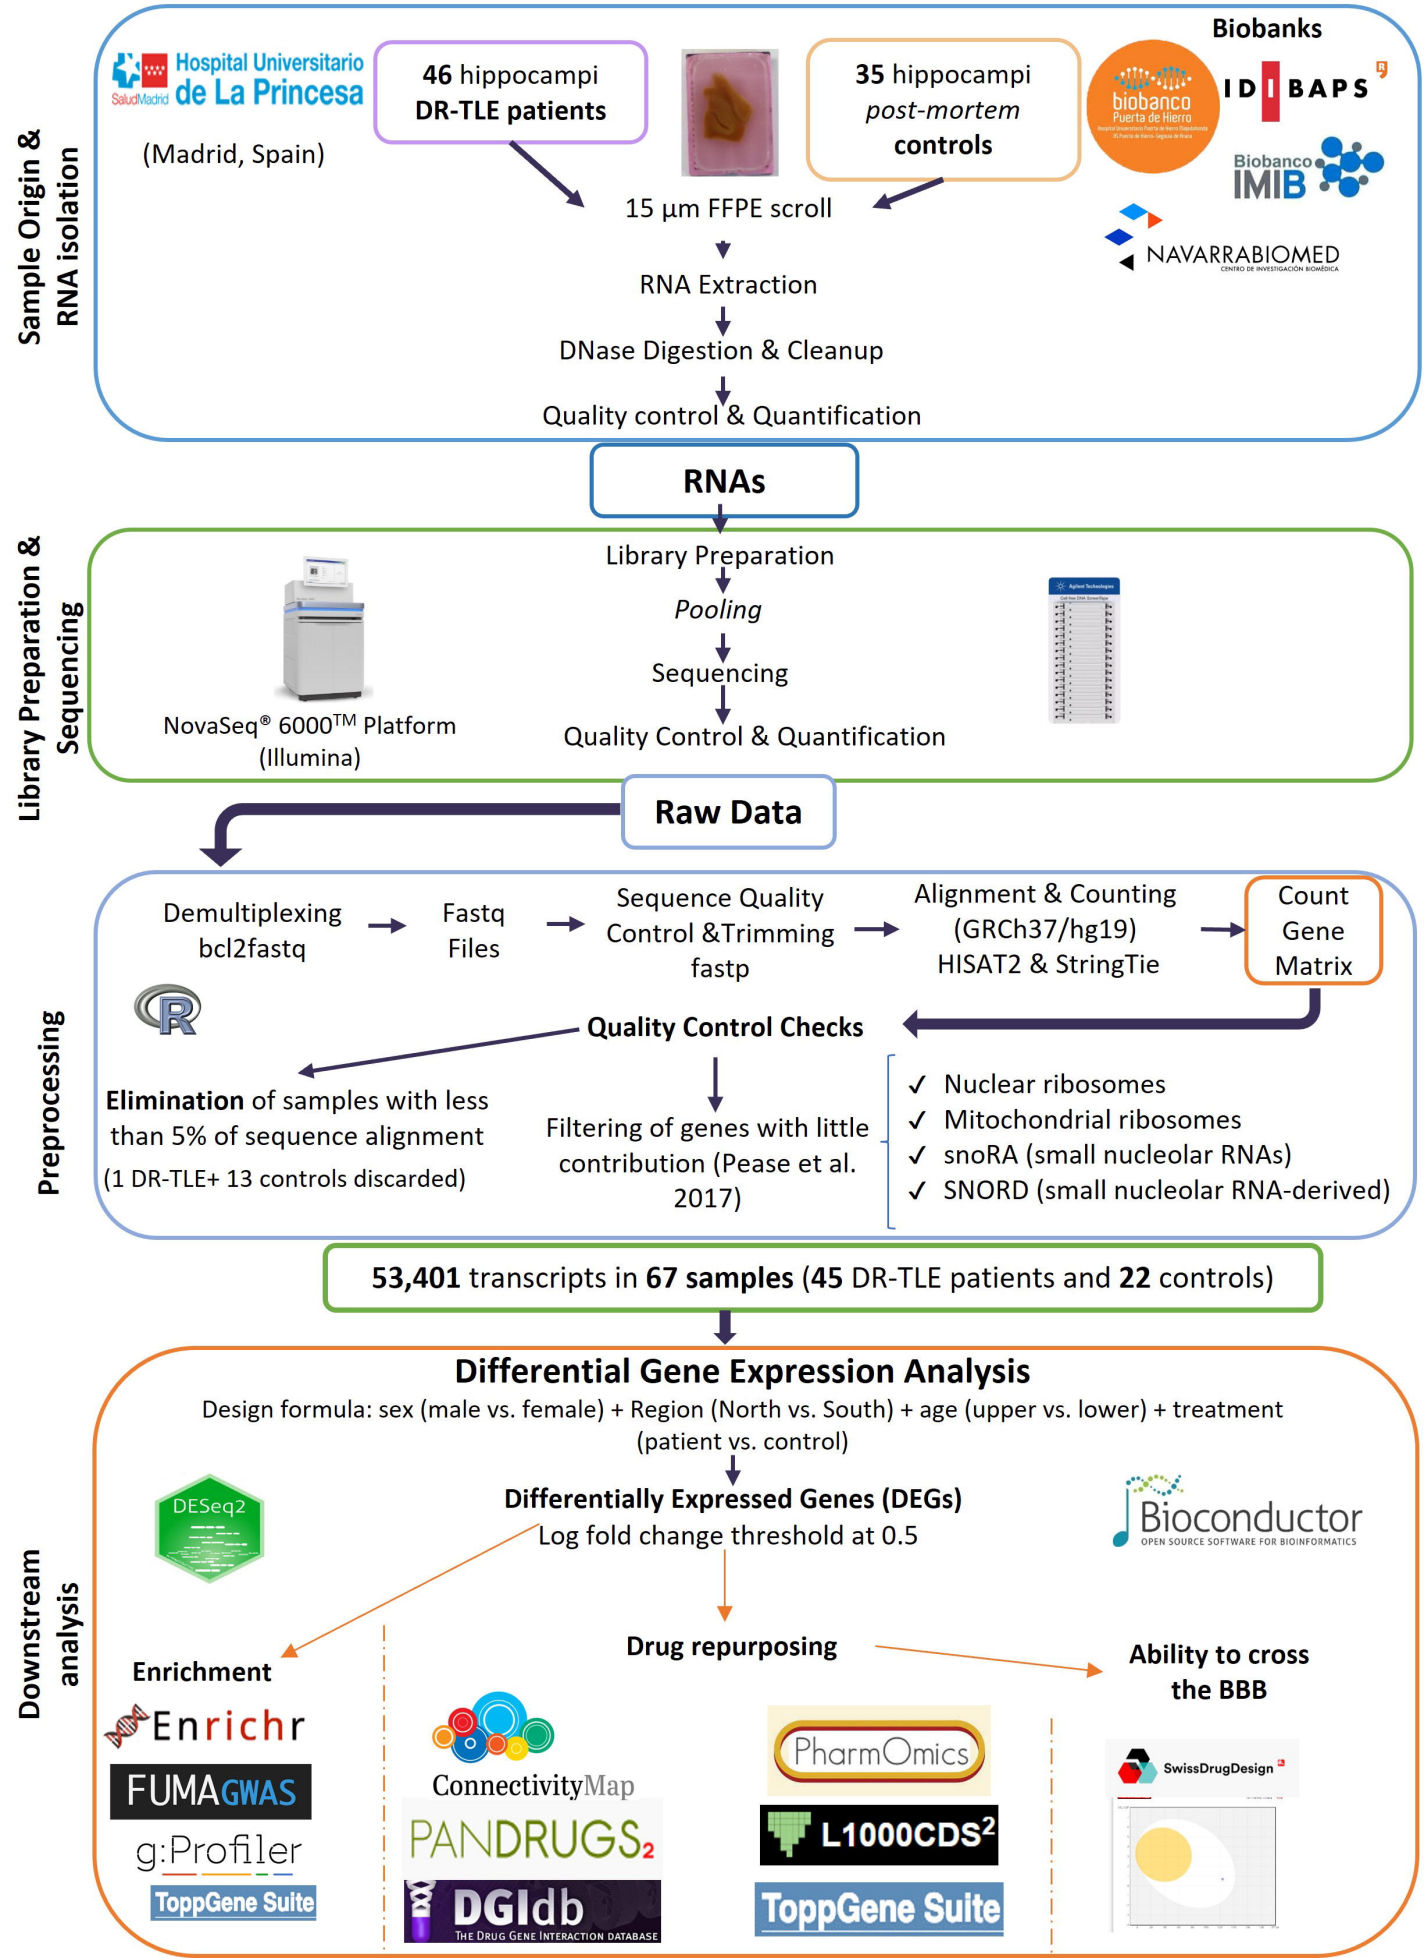 Sample Origin &
RNA isolation
Hospital Universitario
de La Princesa
SaludMadrid
(Madrid, Spain)
46 hippocampi
DR-TLE patients
35 hippocampi
post-mortem
controls
Biobanks
biobanco
Puerta de Hierro
IDIBAPS
Biobanco
IMIB
NAVARRABIOMED
CENTRO DE INVESTIGACIÓN BIOMÉDICA
15 µm FFPE scroll
RNA Extraction
DNase Digestion & Cleanup
Quality control & Quantification
RNAs
Library Preparation &
Sequencing
Library Preparation
Pooling
Sequencing
Quality Control & Quantification
NovaSeq® 6000TM Platform
(Illumina)
Agilent Technologies
Raw Data
Preprocessing
Demultiplexing
bcl2fastq
Fastq
Files
Sequence Quality
Control &Trimming
fastp
Alignment & Counting
(GRCh37/hg19)
HISAT2 & StringTie
Count
Gene
Matrix
R
Quality Control Checks
Elimination of samples with less
than 5% of sequence alignment
(1 DR-TLE+ 13 controls discarded)
Filtering of genes with little
contribution (Pease et al.
2017)
✓ Nuclear ribosomes
✓ Mitochondrial ribosomes
✓ snoRA (small nucleolar RNAs)
✓ SNORD (small nucleolar RNA-derived)
53,401 transcripts in 67 samples (45 DR-TLE patients and 22 controls)
Downstream
analysis
Differential Gene Expression Analysis
Design formula: sex (male vs. female) + Region (North vs. South) + age (upper vs. lower) + treatment
(patient vs. control)
DESeq2
Differentially Expressed Genes (DEGs)
Log fold change threshold at 0.5
Bioconductor
OPEN SOURCE SOFTWARE FOR BIOINFORMATICS
Enrichment
Enrichr
FUMAGWAS
g:Profiler
ToppGene Suite
Drug repurposing
ConnectivityMap
PANDRUGS2
DGIdb
THE DRUG GENE INTERACTION DATABASE
PharmOmics
L1000CDS2
ToppGene Suite
Ability to cross
the BBB
SwissDrugDesign